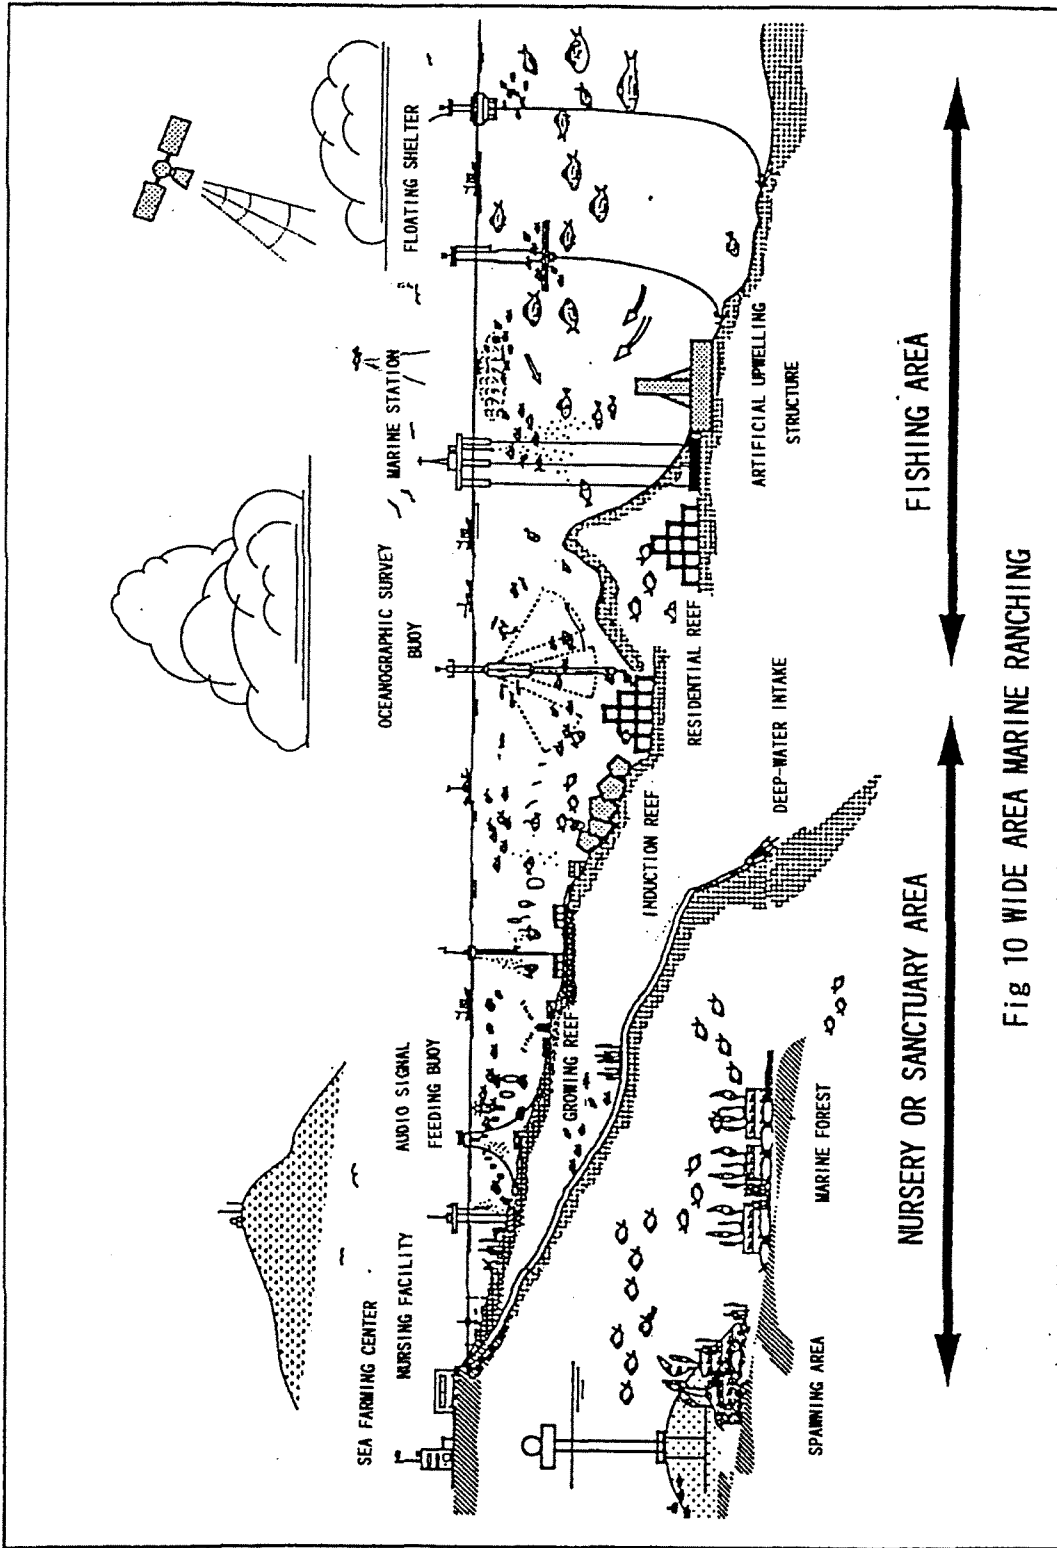 SEA FARMING CENTER
NURSING FACILITY
AUDIO SIGNAL
FEEDING BUOY
OCEANOGRAPHIC SURVEY
BUOY
MARINE STATION
FLOATING SHELTER
GROWING REEF
INDUCTION REEF
RESIDENTIAL REEF
ARTIFICIAL UPWELLING
STRUCTURE
DEEP-WATER INTAKE
SPAWNING AREA
MARINE FOREST
NURSERY OR SANCTUARY AREA
FISHING AREA
Fig 10 WIDE AREA MARINE RANCHING